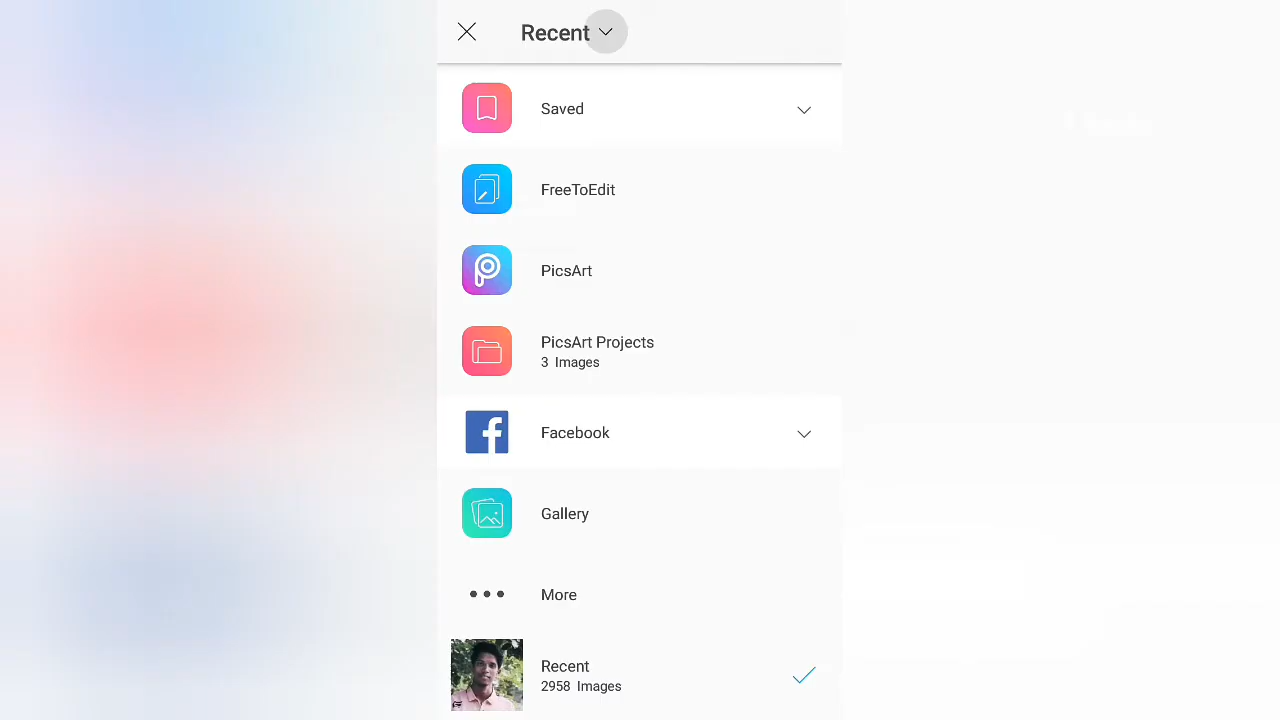 Recent
Saved
FreeToEdit
PicsArt
PicsArt Projects
3 Images
Facebook
Gallery
More
Recent
2958 Images